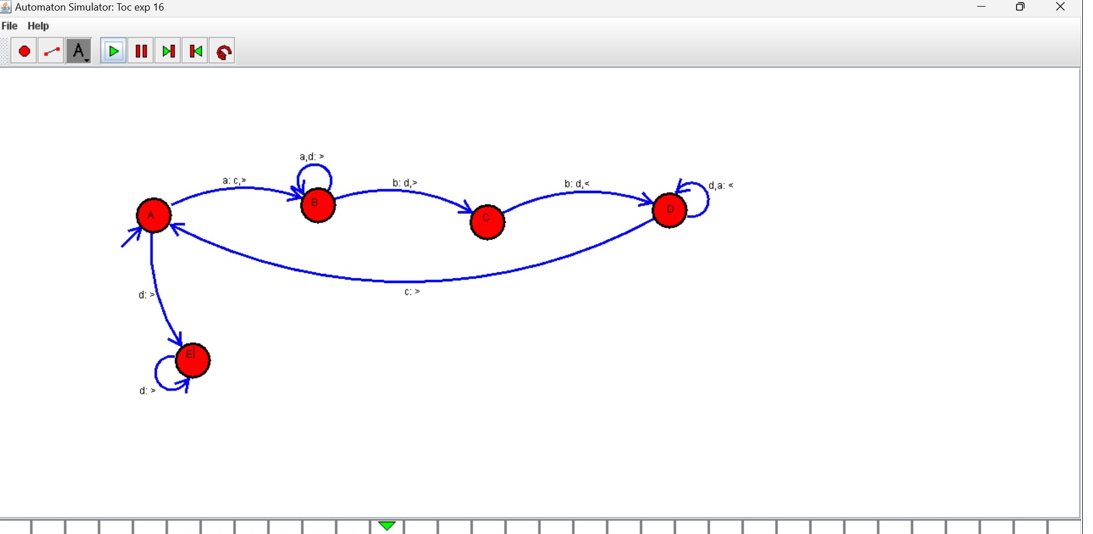 Automaton Simulator: Toc exp 16
File Help
A
a,d: >
a: c,>
B
b: d,>
C
b: d,<
D
d,a: <
A
c: >
d: >
E
d: >